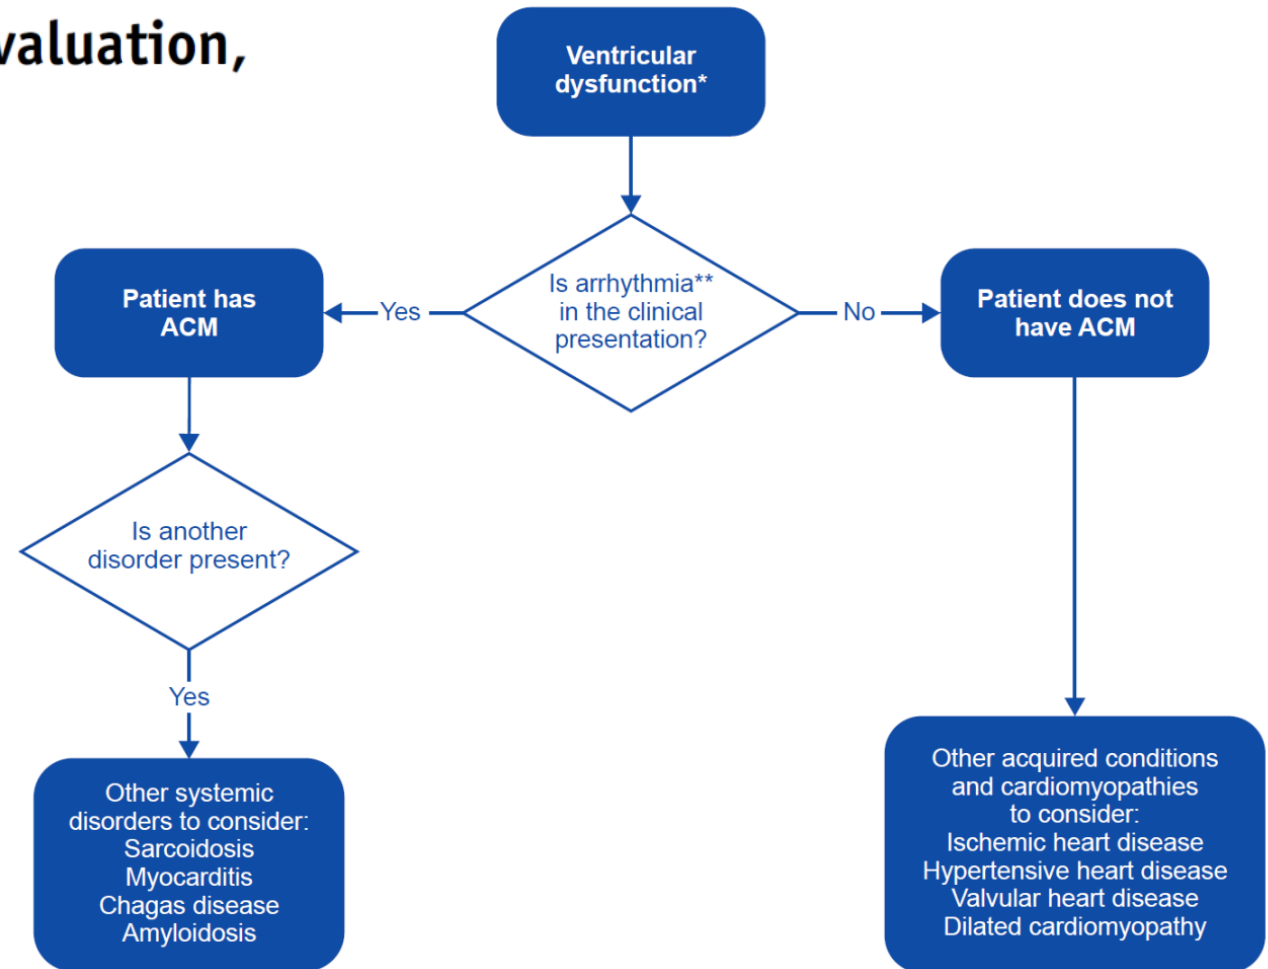 valuation,
Ventricular
dysfunction*
Is arrhythmia**
in the clinical
presentation?
Yes
No
Patient has
ACM
Patient does not
have ACM
Is another
disorder present?
Yes
Other systemic
disorders to consider:
Sarcoidosis
Myocarditis
Chagas disease
Amyloidosis
Other acquired conditions
and cardiomyopathies
to consider:
Ischemic heart disease
Hypertensive heart disease
Valvular heart disease
Dilated cardiomyopathy